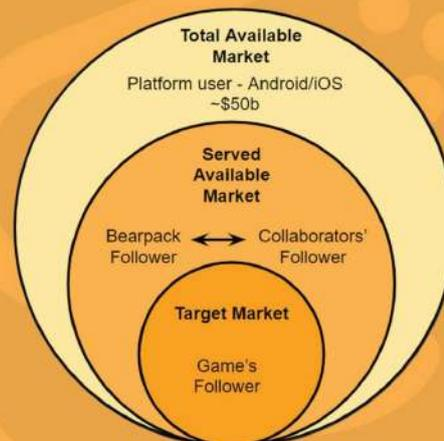 Total Available
Market
Platform user - Android/iOS
~$50b
Served
Available
Market
Bearpack Follower
Collaborators' Follower
Target Market
Game's
Follower